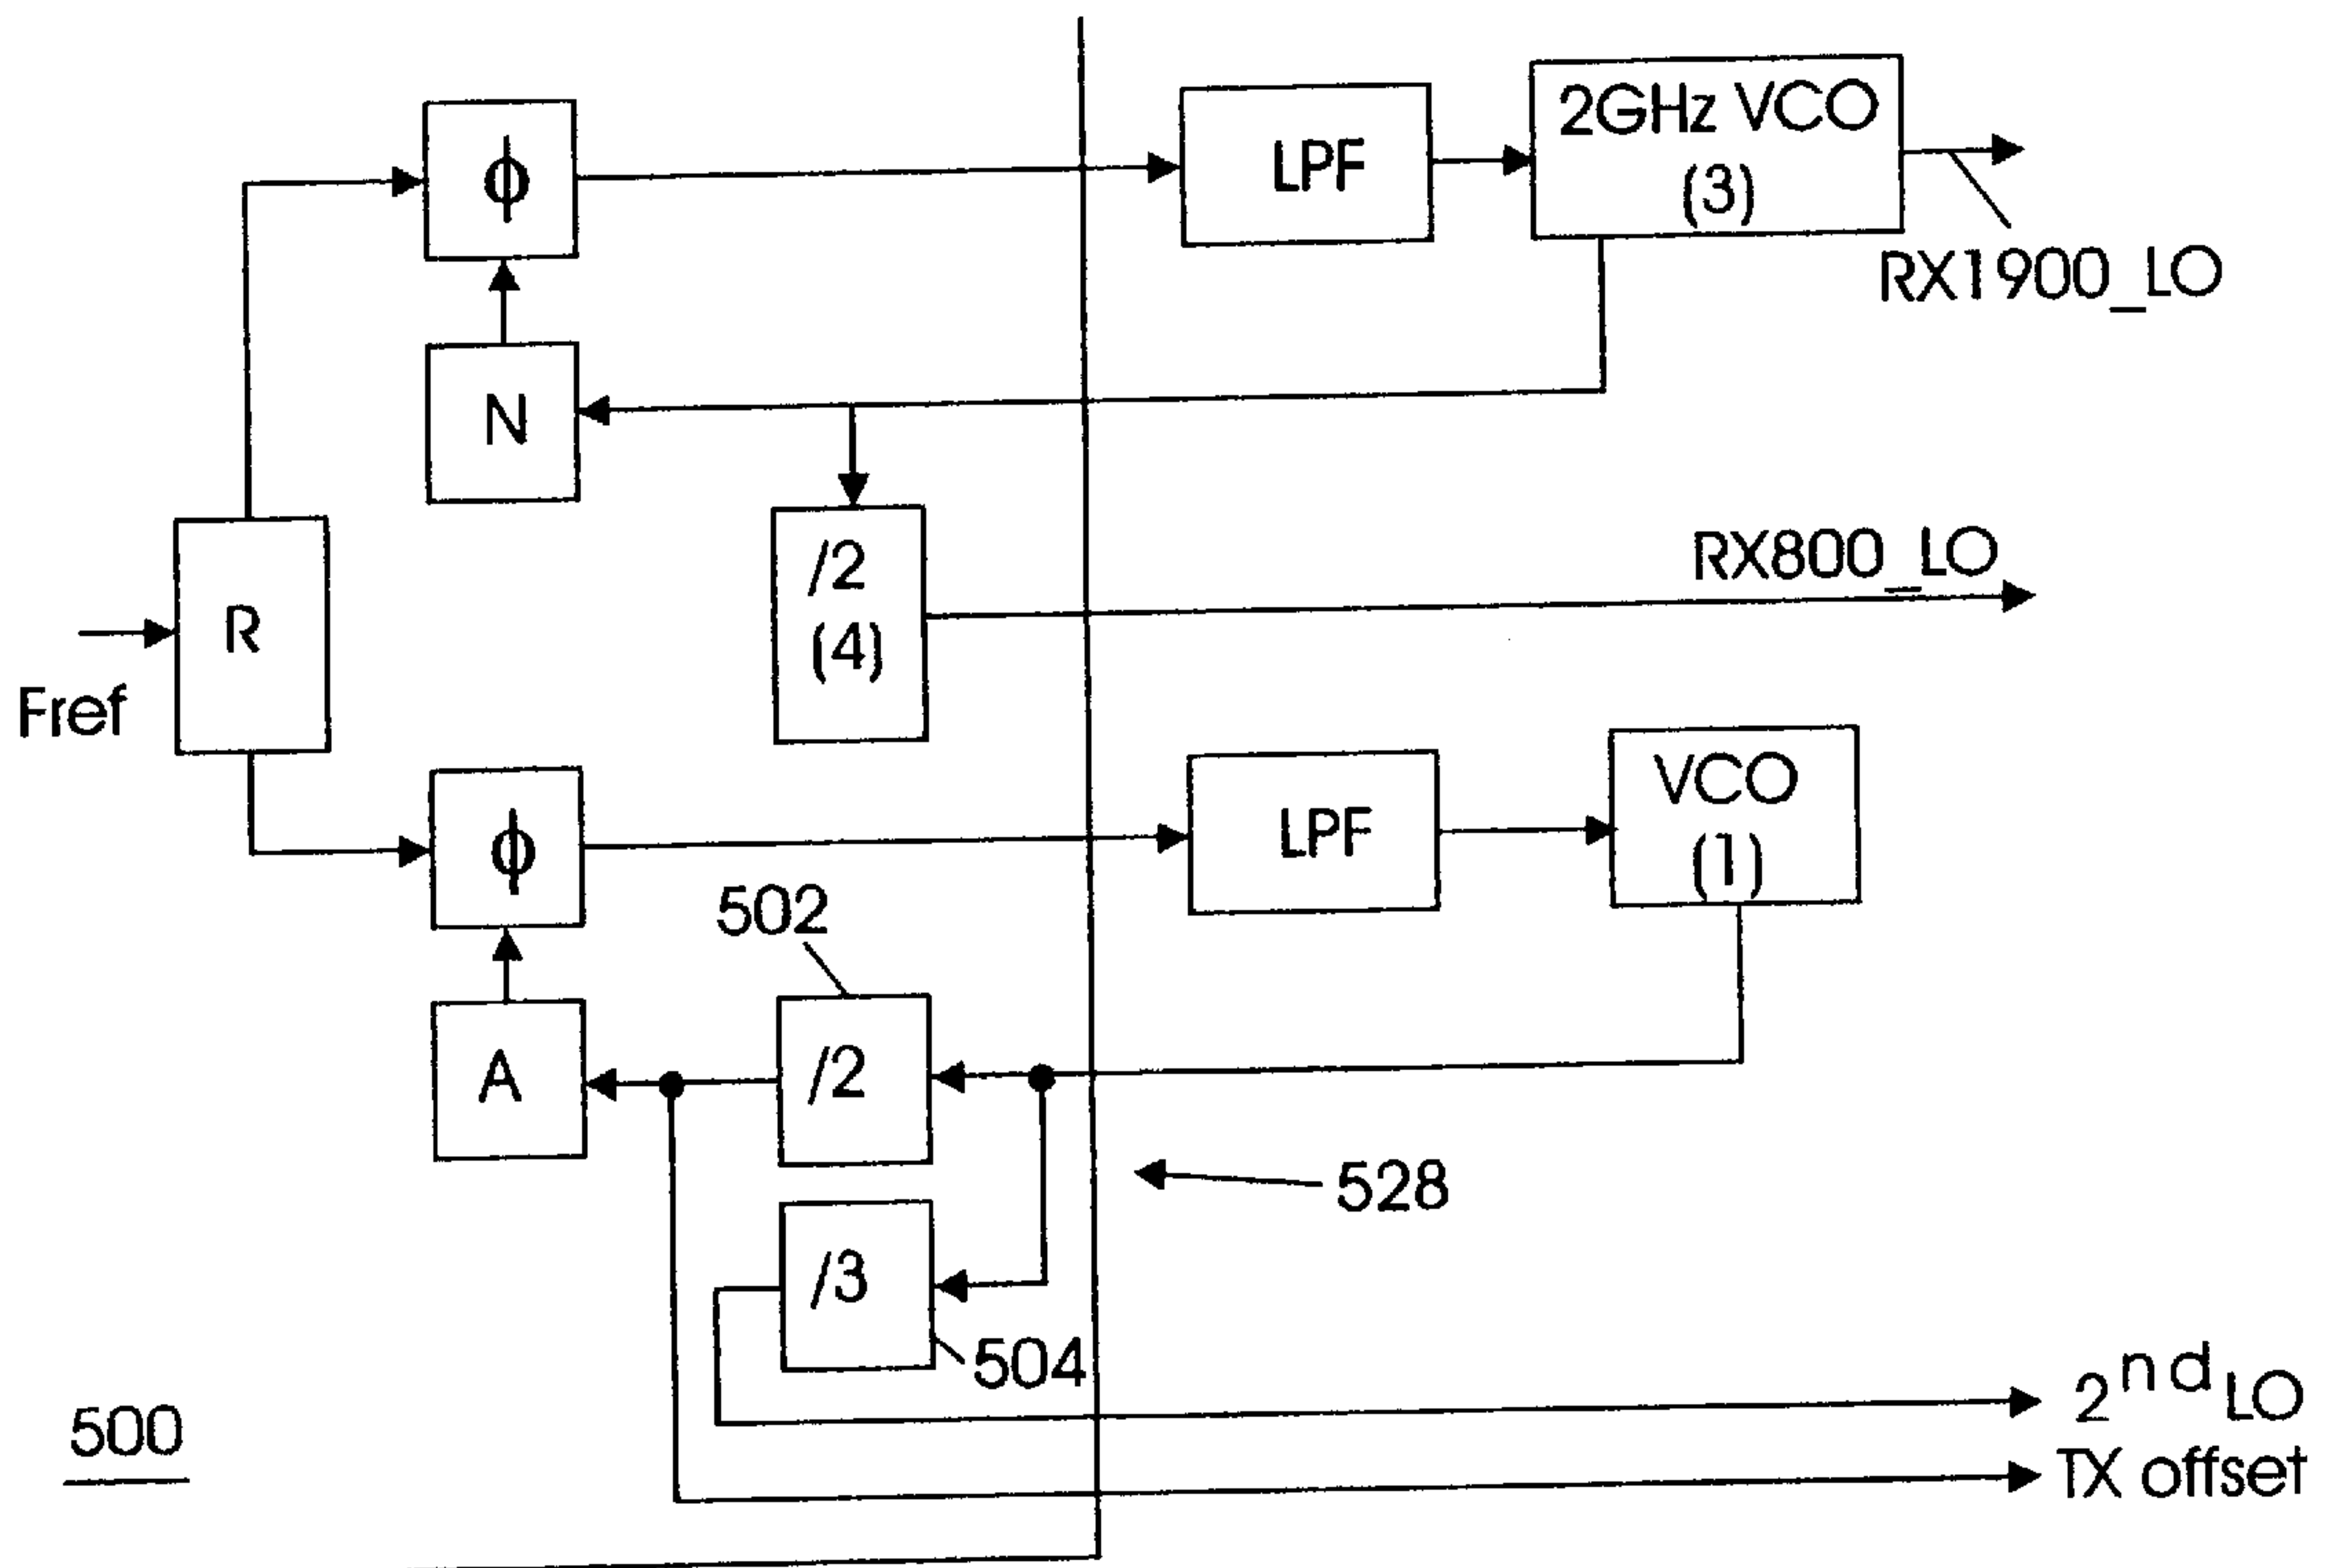 2GHz VCO
(3)
LPF
ϕ
RX1900_LO
N
RX800_LO
/2
(4)
R
Fref
VCO
(1)
LPF
ϕ
502
A
/2
528
/3
504
2nd LO
500
TX offset